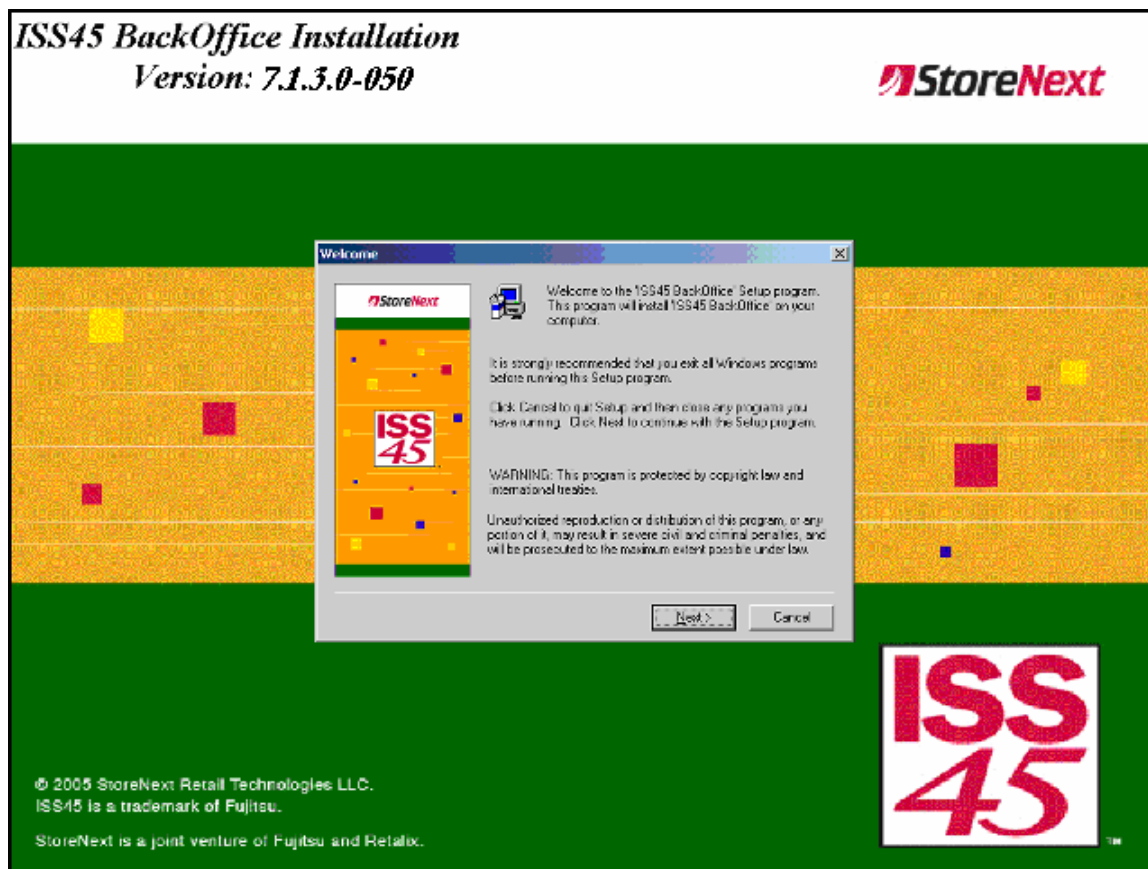 ISS45 BackOffice Installation
Version: 7.1.3.0-050
StoreNext
Welcome
StoreNext
ISS
45
Welcome to the 'ISS45 BackOffice' Setup program.
This program will install 'ISS45 BackOffice' on your
computer.
It is strongly recommended that you exit all Windows programs
before running this Setup program.
Click Cancel to quit Setup and then close any programs you
have running. Click Next to continue with the Setup program.
WARNING: This program is protected by copyright law and
international treaties.
Unauthorized reproduction or distribution of this program, or any
portion of it, may result in severe civil and criminal penalties, and
will be prosecuted to the maximum extent possible under law.
Next >
Cancel
ISS
45
TM
© 2005 StoreNext Retail Technologies LLC.
ISS45 is a trademark of Fujitsu.
StoreNext is a joint venture of Fujitsu and Retalix.